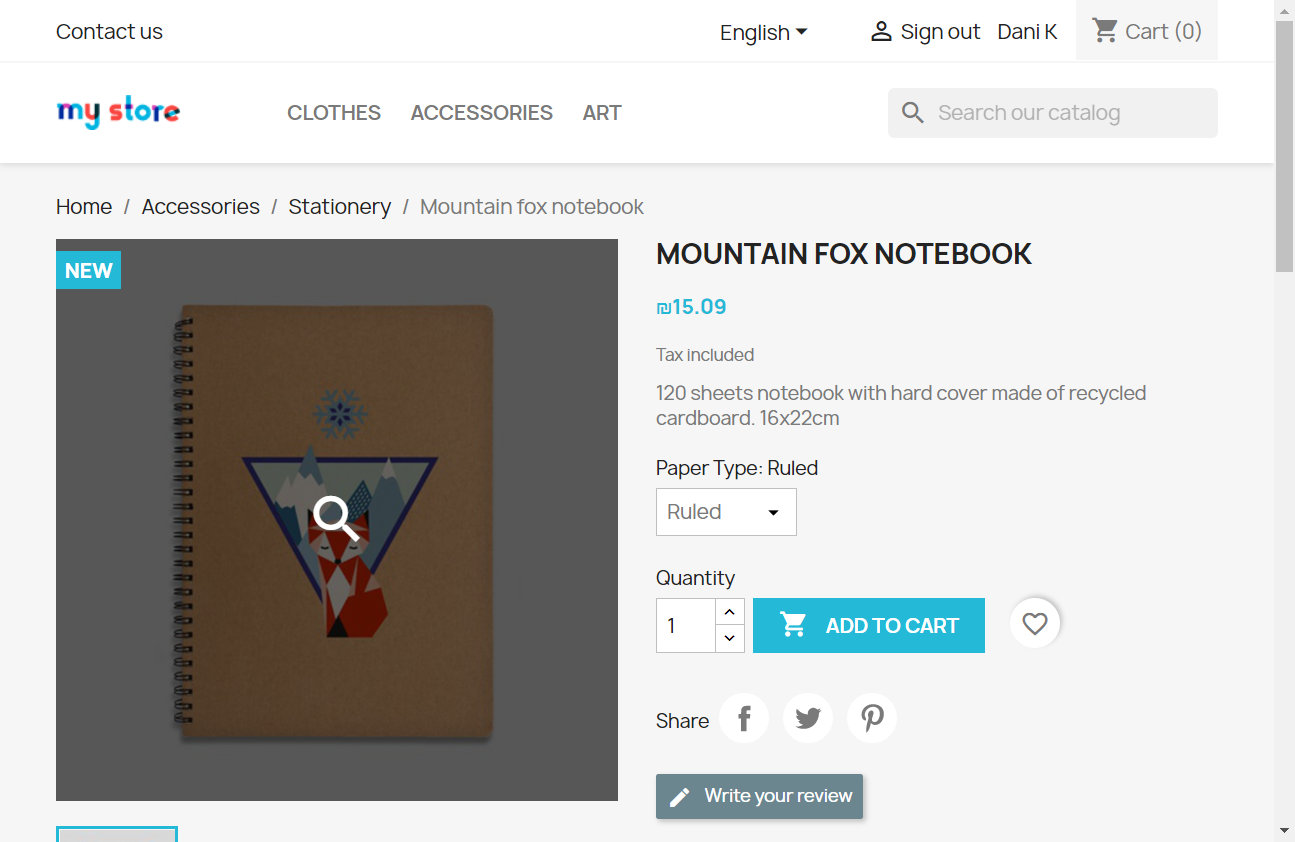 Contact us
English
Sign out
Dani K
Cart (0)
my store
CLOTHES
ACCESSORIES
ART
Search our catalog
Home / Accessories / Stationery / Mountain fox notebook
NEW
MOUNTAIN FOX NOTEBOOK
₪15.09
Tax included
120 sheets notebook with hard cover made of recycled
cardboard. 16x22cm
Paper Type: Ruled
Ruled
Quantity
1
ADD TO CART
Share
Write your review